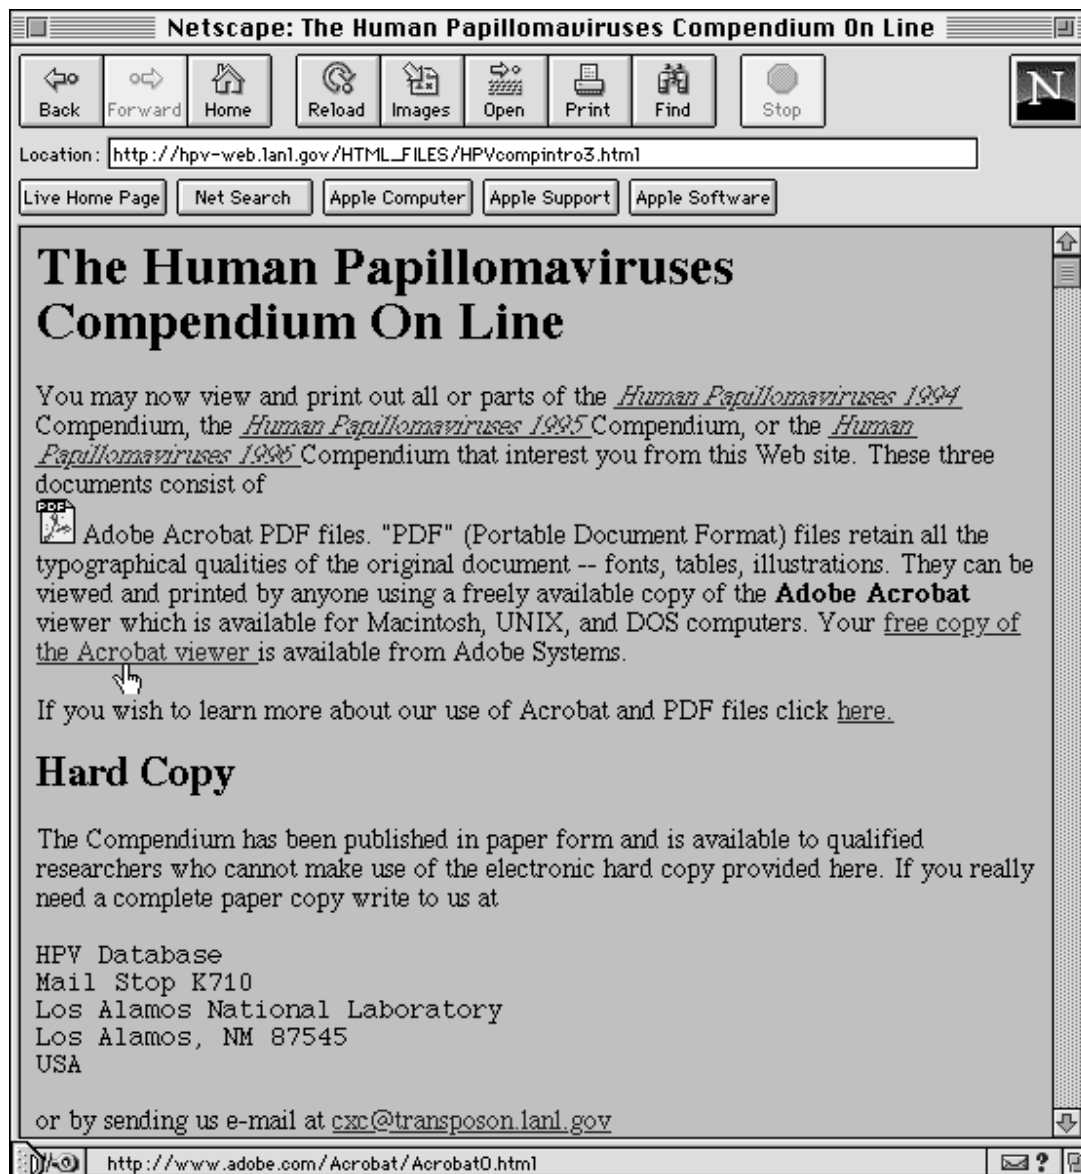 Netscape: The Human Papillomaviruses Compendium On Line
Back Forward Home Reload Images Open Print Find Stop N
Location: http://hpv-web.lanl.gov/HTML_FILES/HPVcompintro3.html
Live Home Page Net Search Apple Computer Apple Support Apple Software
The Human Papillomaviruses
Compendium On Line
You may now view and print out all or parts of the Human Papillomaviruses 1994
Compendium, the Human Papillomaviruses 1995 Compendium, or the Human
Papillomaviruses 1996 Compendium that interest you from this Web site. These three
documents consist of
PDF Adobe Acrobat PDF files. "PDF" (Portable Document Format) files retain all the
typographical qualities of the original document -- fonts, tables, illustrations. They can be
viewed and printed by anyone using a freely available copy of the Adobe Acrobat
viewer which is available for Macintosh, UNIX, and DOS computers. Your free copy of
the Acrobat viewer is available from Adobe Systems.
If you wish to learn more about our use of Acrobat and PDF files click here.
Hard Copy
The Compendium has been published in paper form and is available to qualified
researchers who cannot make use of the electronic hard copy provided here. If you really
need a complete paper copy write to us at
HPV Database
Mail Stop K710
Los Alamos National Laboratory
Los Alamos, NM 87545
USA
or by sending us e-mail at cxc@transposon.lanl.gov
http://www.adobe.com/Acrobat/Acrobat0.html ?